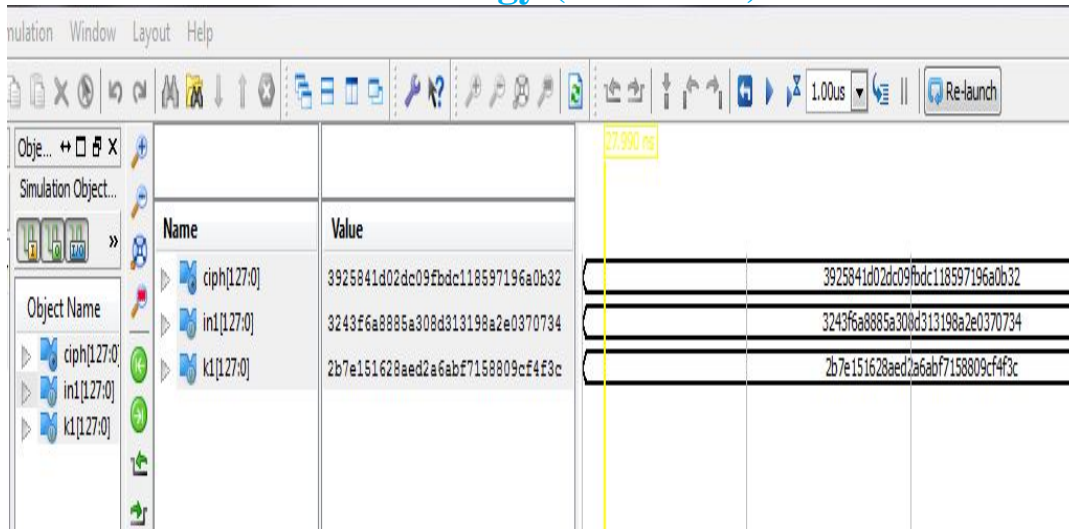 Window Layout Help
1.00us Re-launch
Obje...
Simulation Object...
»
Object Name
ciph[127:0]
in1[127:0]
k1[127:0]
Name Value
ciph[127:0] 3925841d02dc09fbdc118597196a0b32
in1[127:0] 3243f6a8885a308d313198a2e0370734
k1[127:0] 2b7e151628aed2a6abf7158809cf4f3c
27.990 ns
3925841d02dc09fbdc118597196a0b32
3243f6a8885a308d313198a2e0370734
2b7e151628aed2a6abf7158809cf4f3c